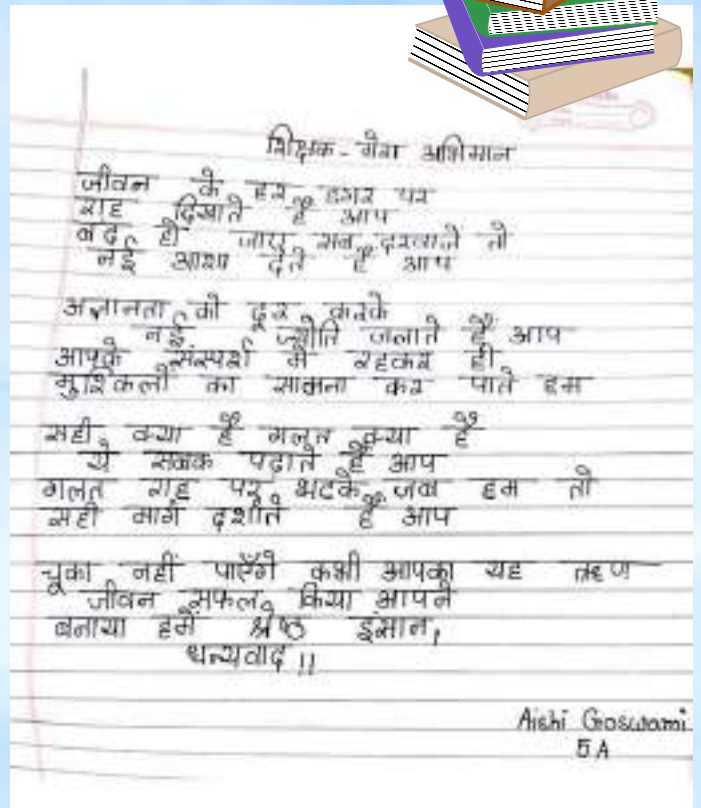 शिक्षक - मेरा अभिमान
जीवन के हर डगर पर
राह दिखाते हैं आप
बंद हो जाए सब दरवाजे तो
नई आशा देते हैं आप
अज्ञानता को दूर करके
नई ज्योति जलाते हैं आप
आपके संस्पर्श में रहकर ही
मुश्किलों का सामना कर पाते हम
सही क्या है गलत क्या है
ये सबक पढ़ाते हैं आप
गलत राह पर भटके जब हम तो
सही मार्ग दर्शाते हैं आप
चूका नहीं पाएँगे कभी आपका यह ऋण
जीवन सफल किया आपने
बनाया हमें श्रेष्ठ इंसान,
धन्यवाद !!
Aishi Goswami
5 A